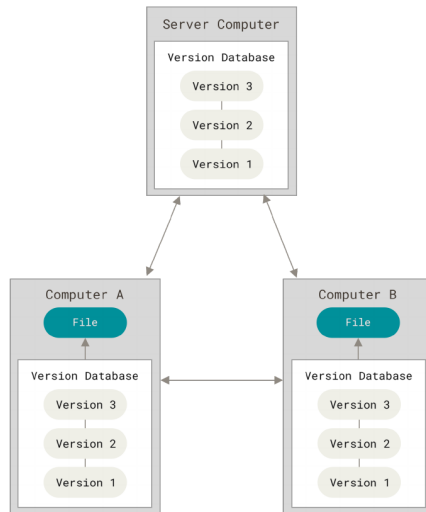 Server Computer
Version Database
Version 3
Version 2
Version 1
Computer A
File
Version Database
Version 3
Version 2
Version 1
Computer B
File
Version Database
Version 3
Version 2
Version 1